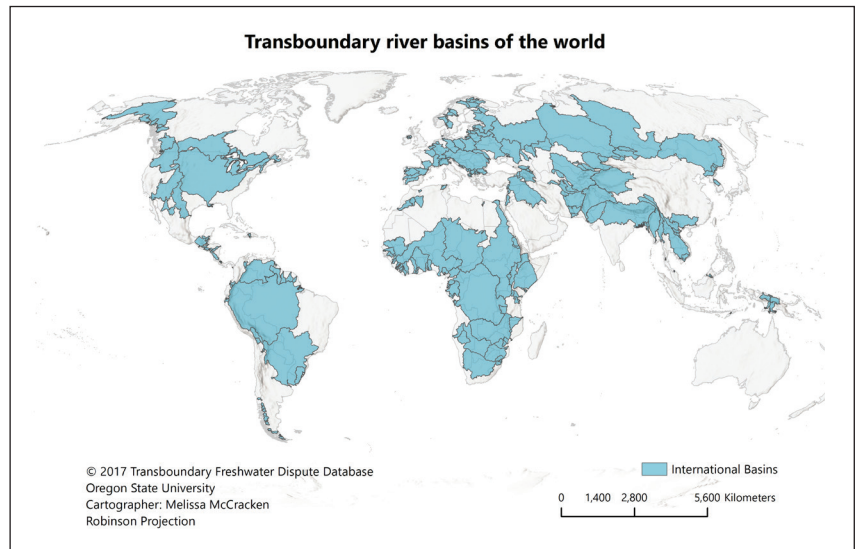 Transboundary river basins of the world
© 2017 Transboundary Freshwater Dispute Database
Oregon State University
Cartographer: Melissa McCracken
Robinson Projection
International Basins
0 1,400 2,800 5,600 Kilometers